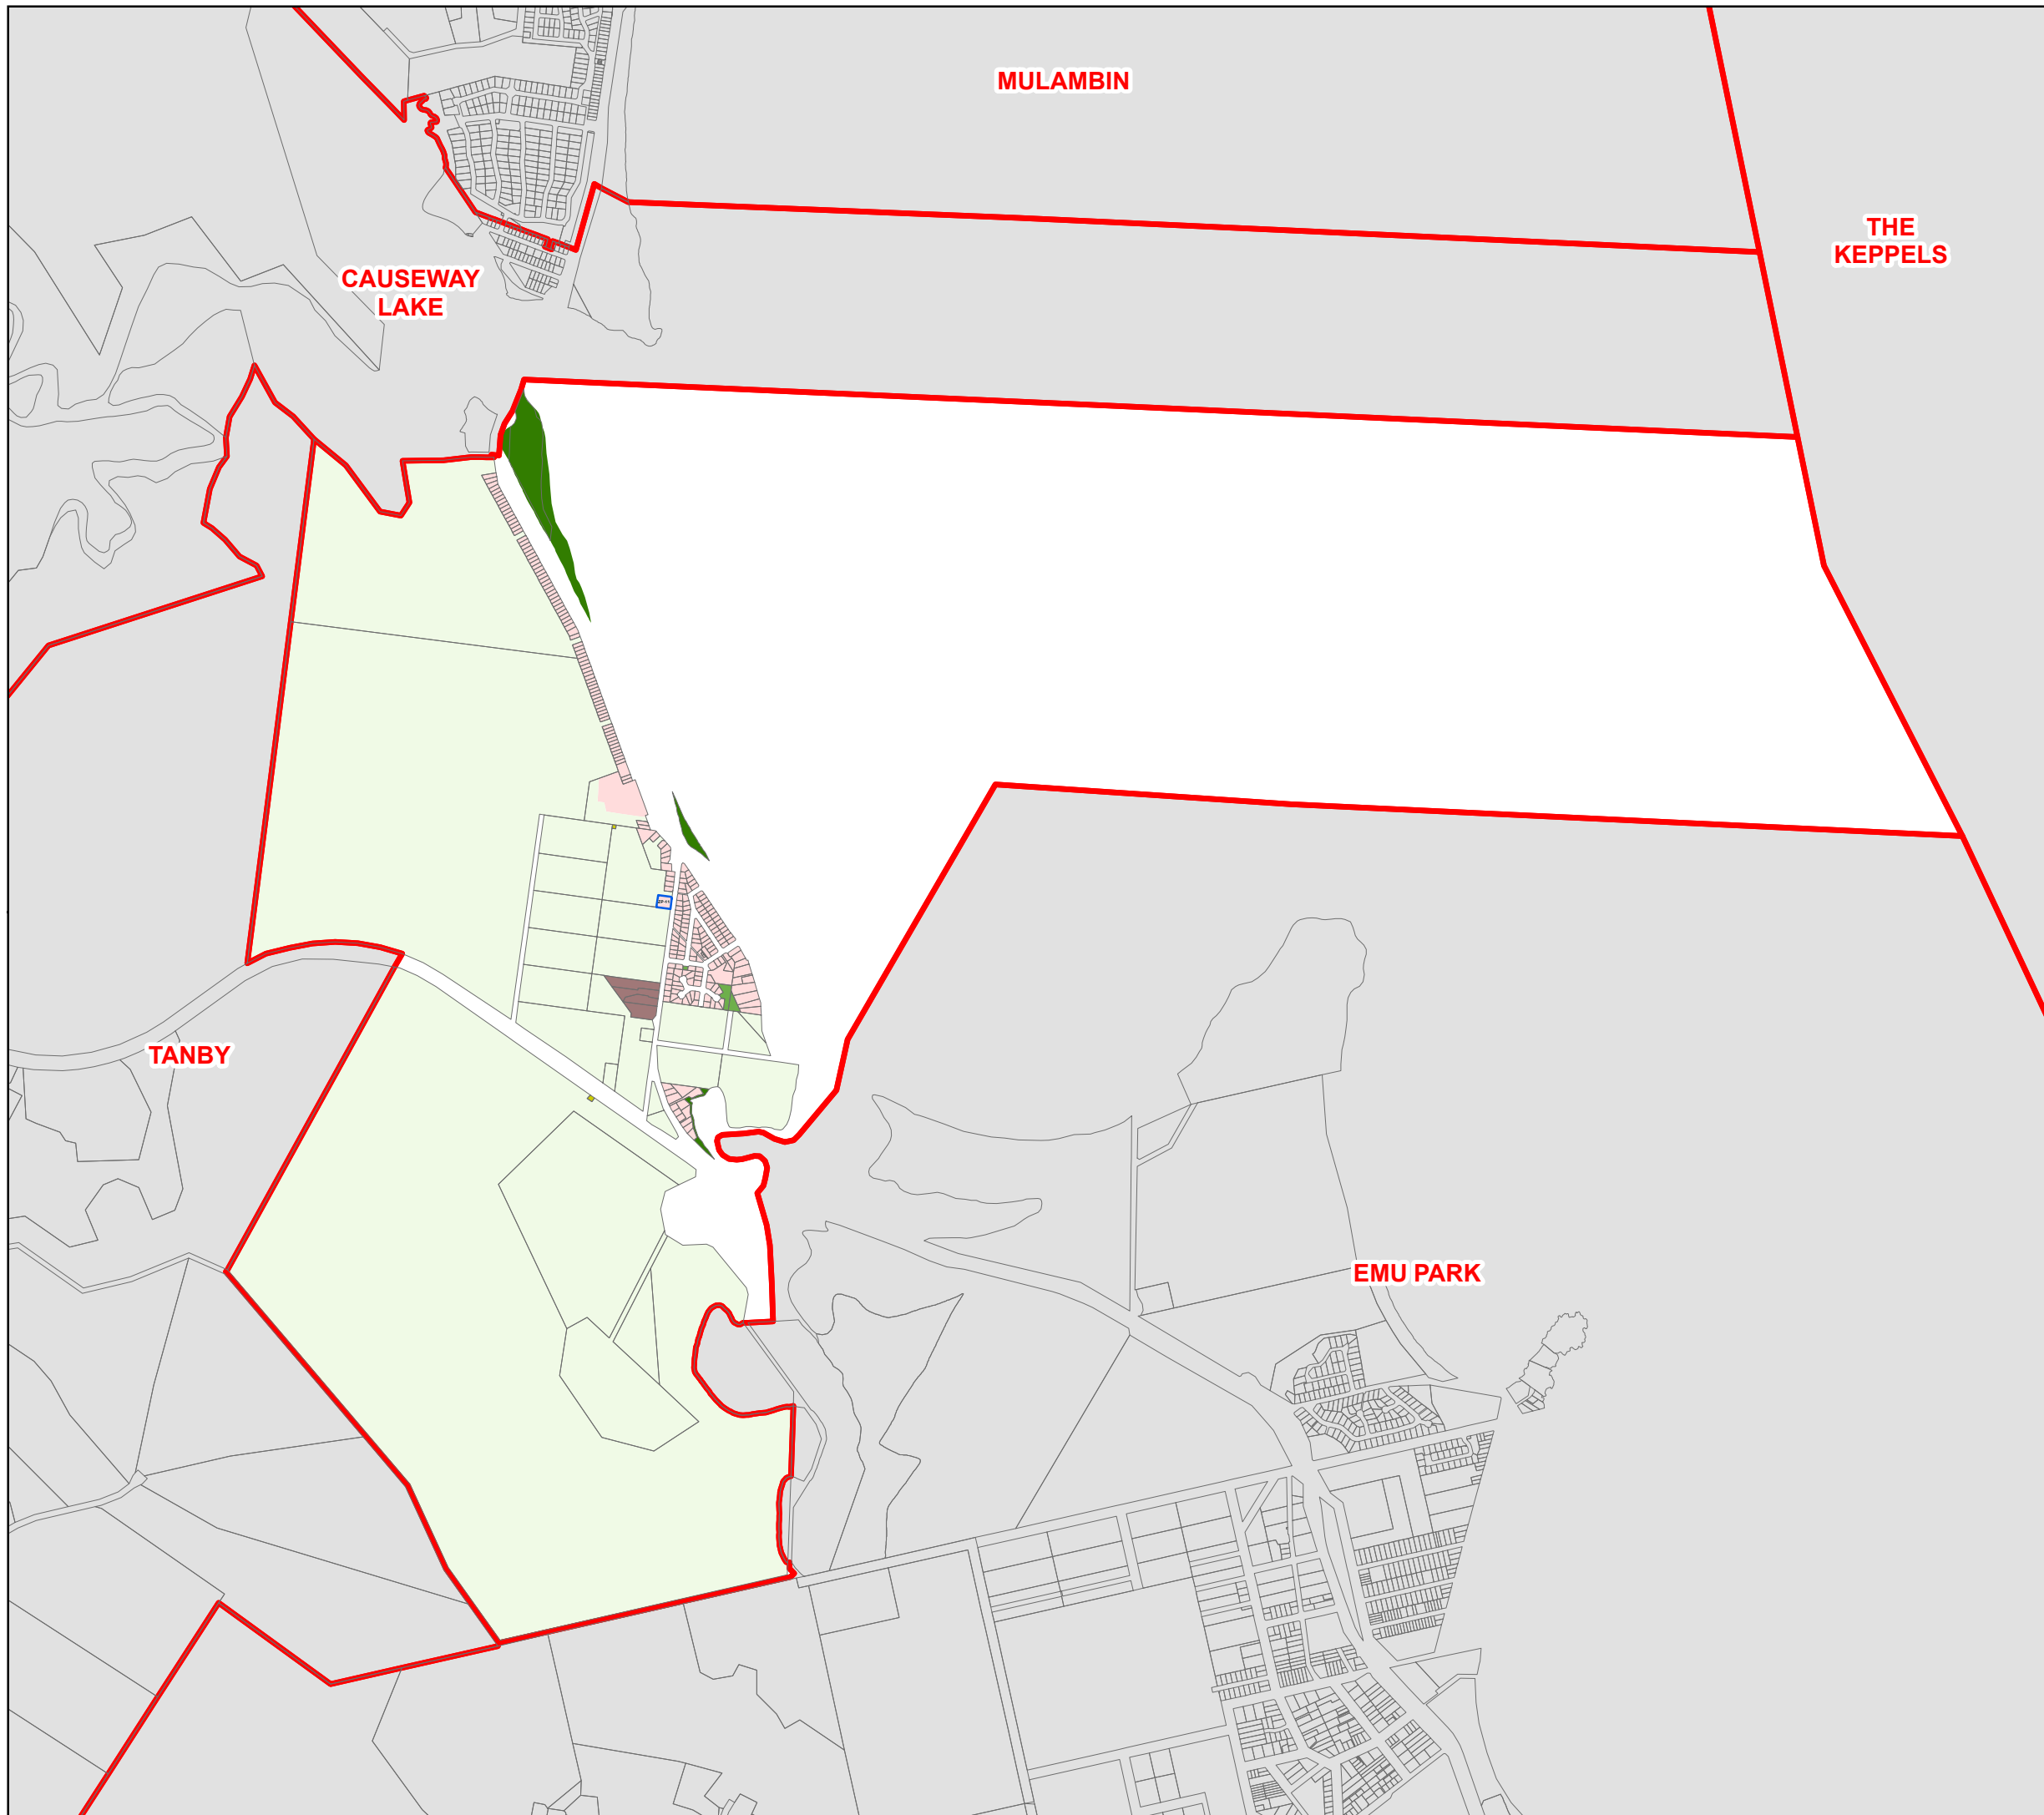 MULAMBIN
THE
KEPPELS
CAUSEWAY
LAKE
TANBY
EMU PARK